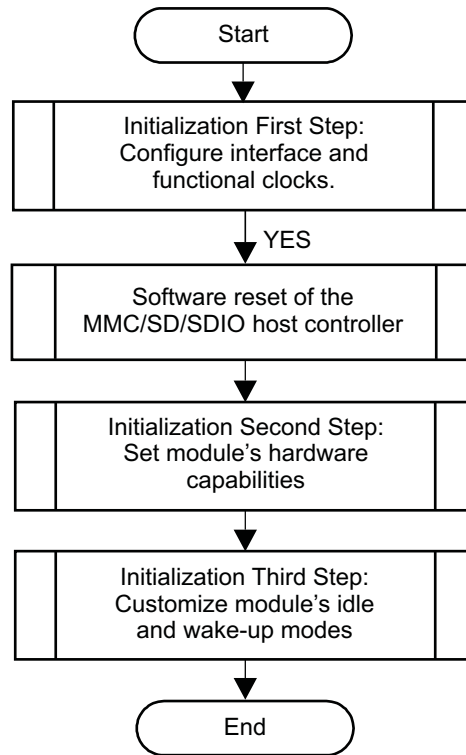 Start
Initialization First Step:
Configure interface and
functional clocks.
YES
Software reset of the
MMC/SD/SDIO host controller
Initialization Second Step:
Set module's hardware
capabilities
Initialization Third Step:
Customize module's idle
and wake-up modes
End